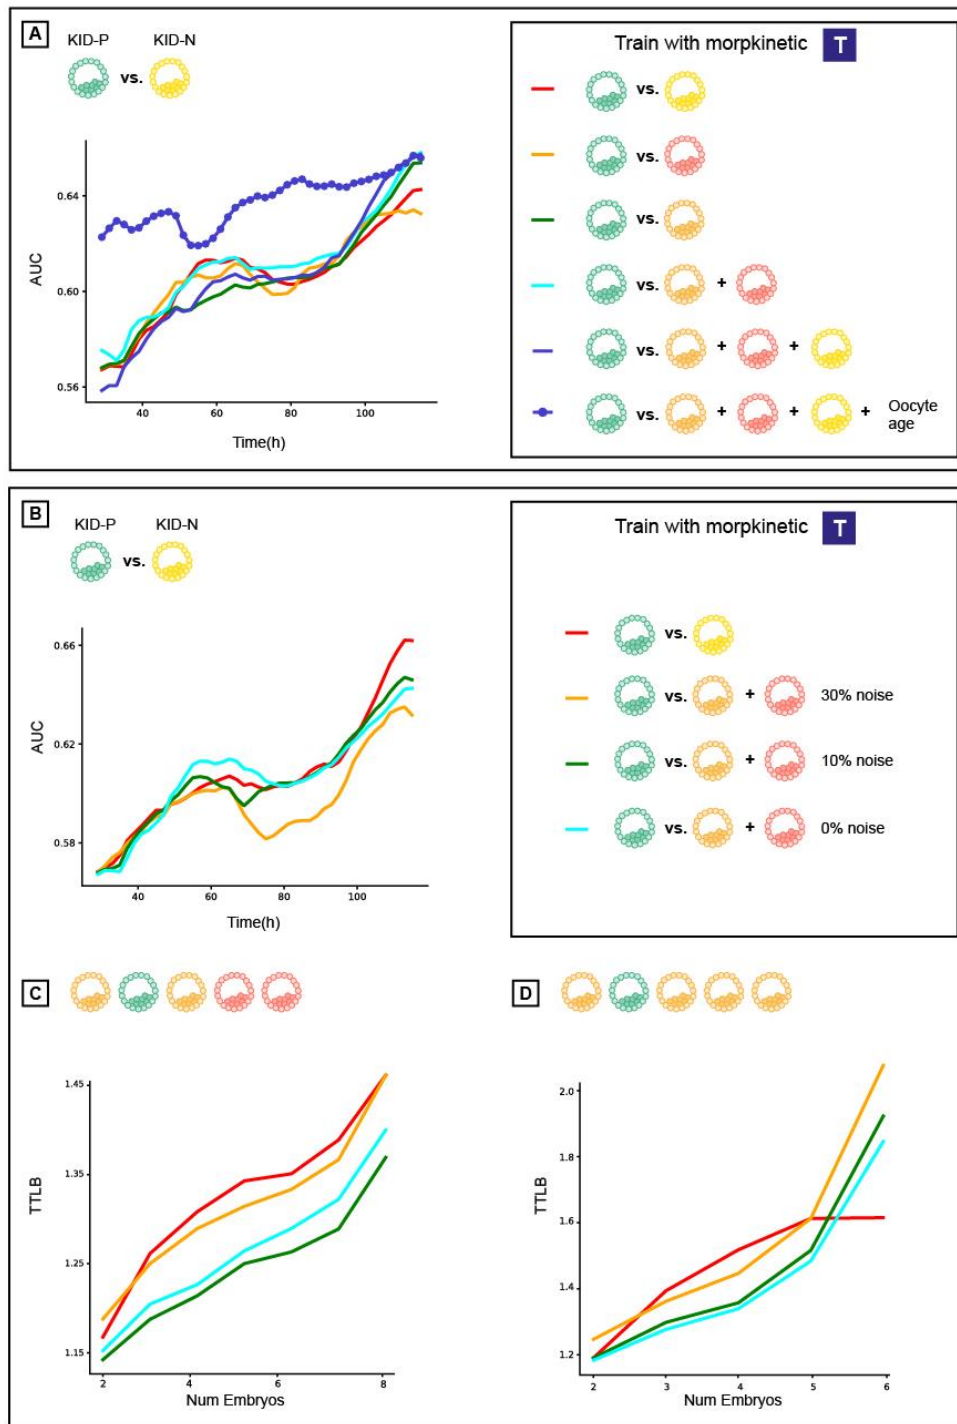 A
KID-P
KID-N
vs.
AUC
0.64
0.60
0.56
40
60
80
100
Time(h)
Train with morpkinetic T
vs.
vs.
vs.
vs. +
vs. + +
vs. + + + Oocyte
age
B
KID-P
KID-N
vs.
AUC
0.66
0.62
0.58
40
60
80
100
Time(h)
Train with morpkinetic T
vs.
vs. + 30% noise
vs. + 10% noise
vs. + 0% noise
C
TTLB
1.45
1.35
1.25
1.15
2
4
6
8
Num Embryos
D
TTLB
2.0
1.8
1.6
1.4
1.2
2
3
4
5
6
Num Embryos